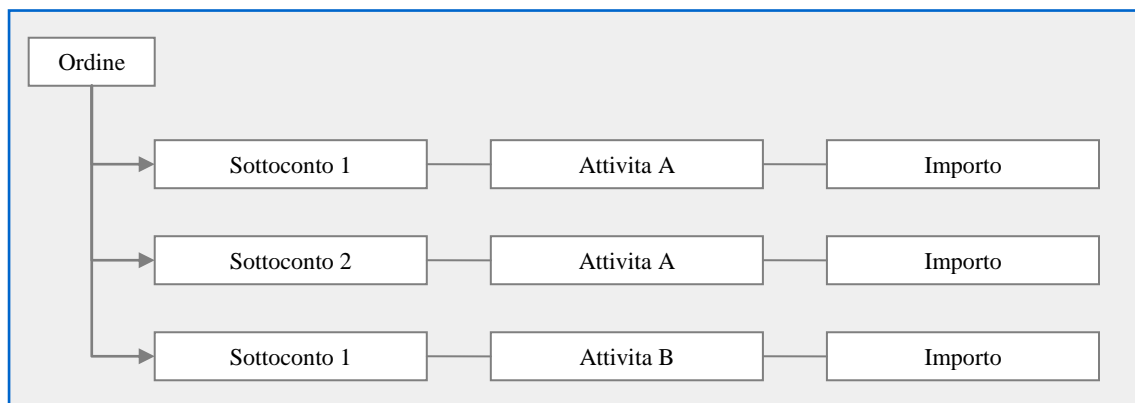 Ordine
Sottoconto 1 Attivita A Importo
Sottoconto 2 Attivita A Importo
Sottoconto 1 Attivita B Importo